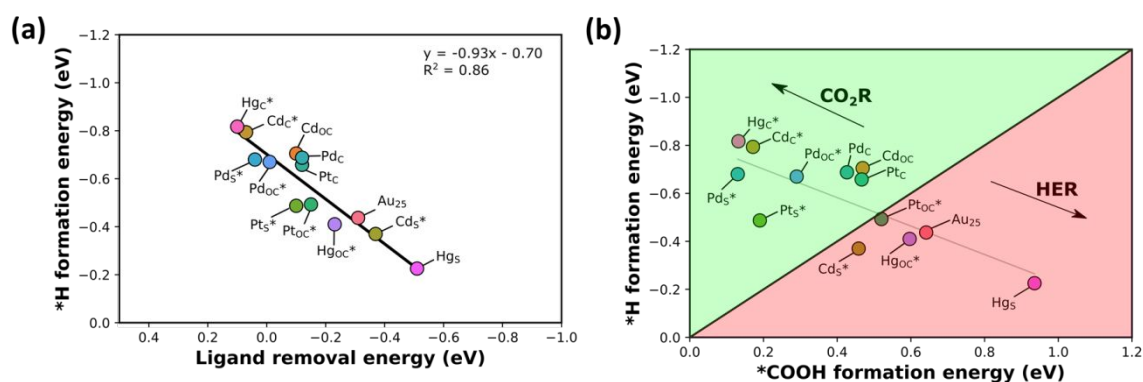 (a)
−1.2
−1.0
−0.8
−0.6
−0.4
−0.2
0.0
*H formation energy (eV)
y = -0.93x - 0.70
R² = 0.86
Hg_C*
Cd_C*
Cd_OC
Pd_C
Pt_C
Pd_S*
Pd_OC*
Au₂₅
Pt_S*
Pt_OC*
Cd_S*
Hg_OC*
Hg_S
0.4
0.2
0.0
−0.2
−0.4
−0.6
−0.8
−1.0
Ligand removal energy (eV)
(b)
−1.2
−1.0
−0.8
−0.6
−0.4
−0.2
0.0
*H formation energy (eV)
CO₂R
HER
Hg_C*
Cd_C*
Pd_OC*
Pd_C
Cd_OC
Pt_C
Pd_S*
Pt_S*
Pt_OC*
Au₂₅
Cd_S*
Hg_OC*
Hg_S
0.0
0.2
0.4
0.6
0.8
1.0
1.2
*COOH formation energy (eV)